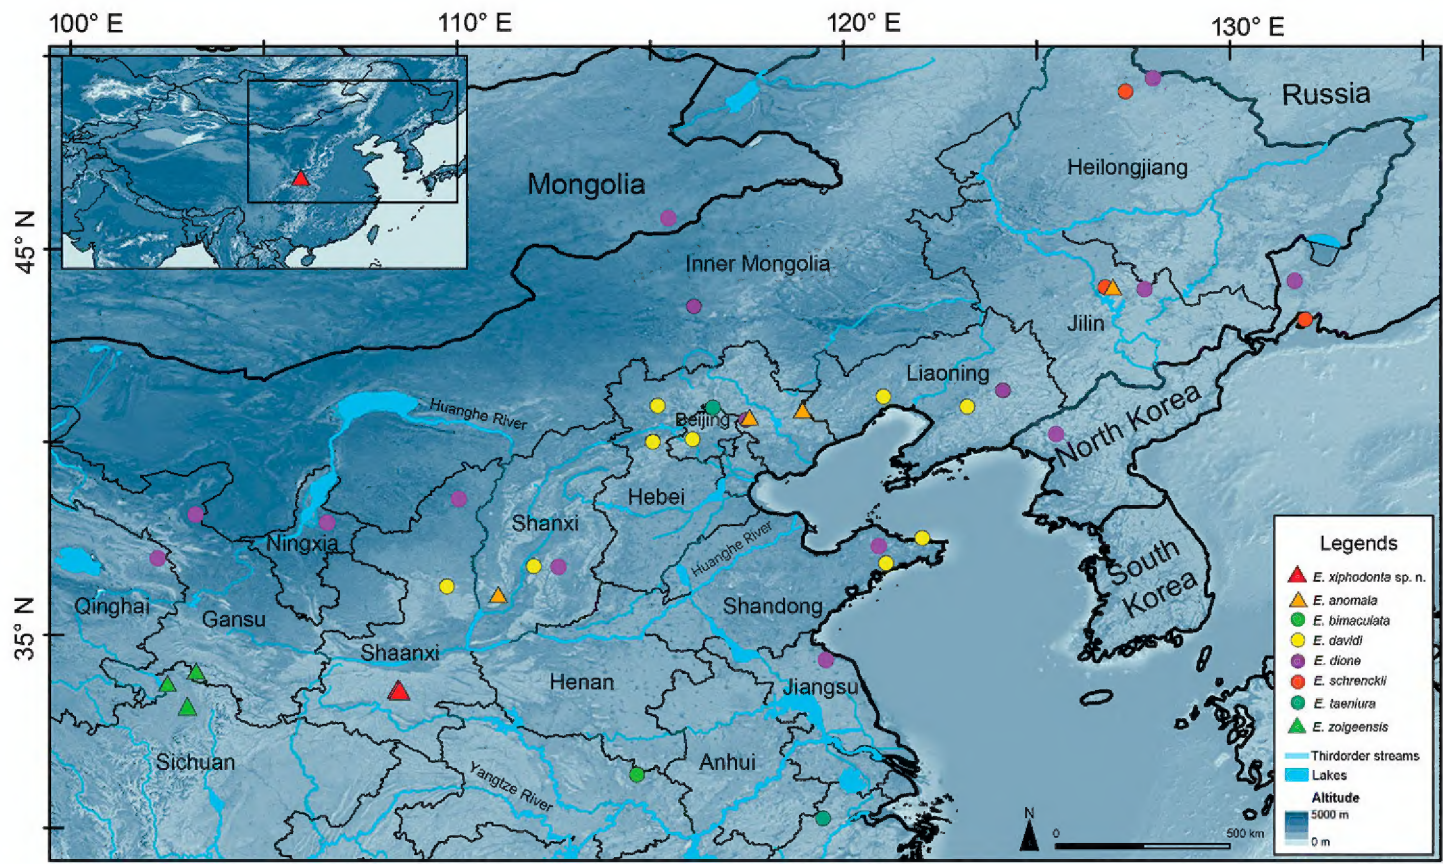 100° E
110° E
120° E
130° E
45° N
35° N
Russia
Heilongjiang
Mongolia
Inner Mongolia
Jilin
Liaoning
Huanghe River
Beijing
North Korea
Hebei
Shanxi
Ningxia
Huanghe River
South
Korea
Qinghai
Gansu
Shandong
Shaanxi
Henan
Jiangsu
Sichuan
Anhui
Yangtze River
N
0
500 km
Legends
E. xiphodonta sp. n.
E. anomala
E. bimaculata
E. davidi
E. dione
E. schrenckii
E. taeniura
E. zoigeensis
Thirdorder streams
Lakes
Altitude
5000 m
0 m